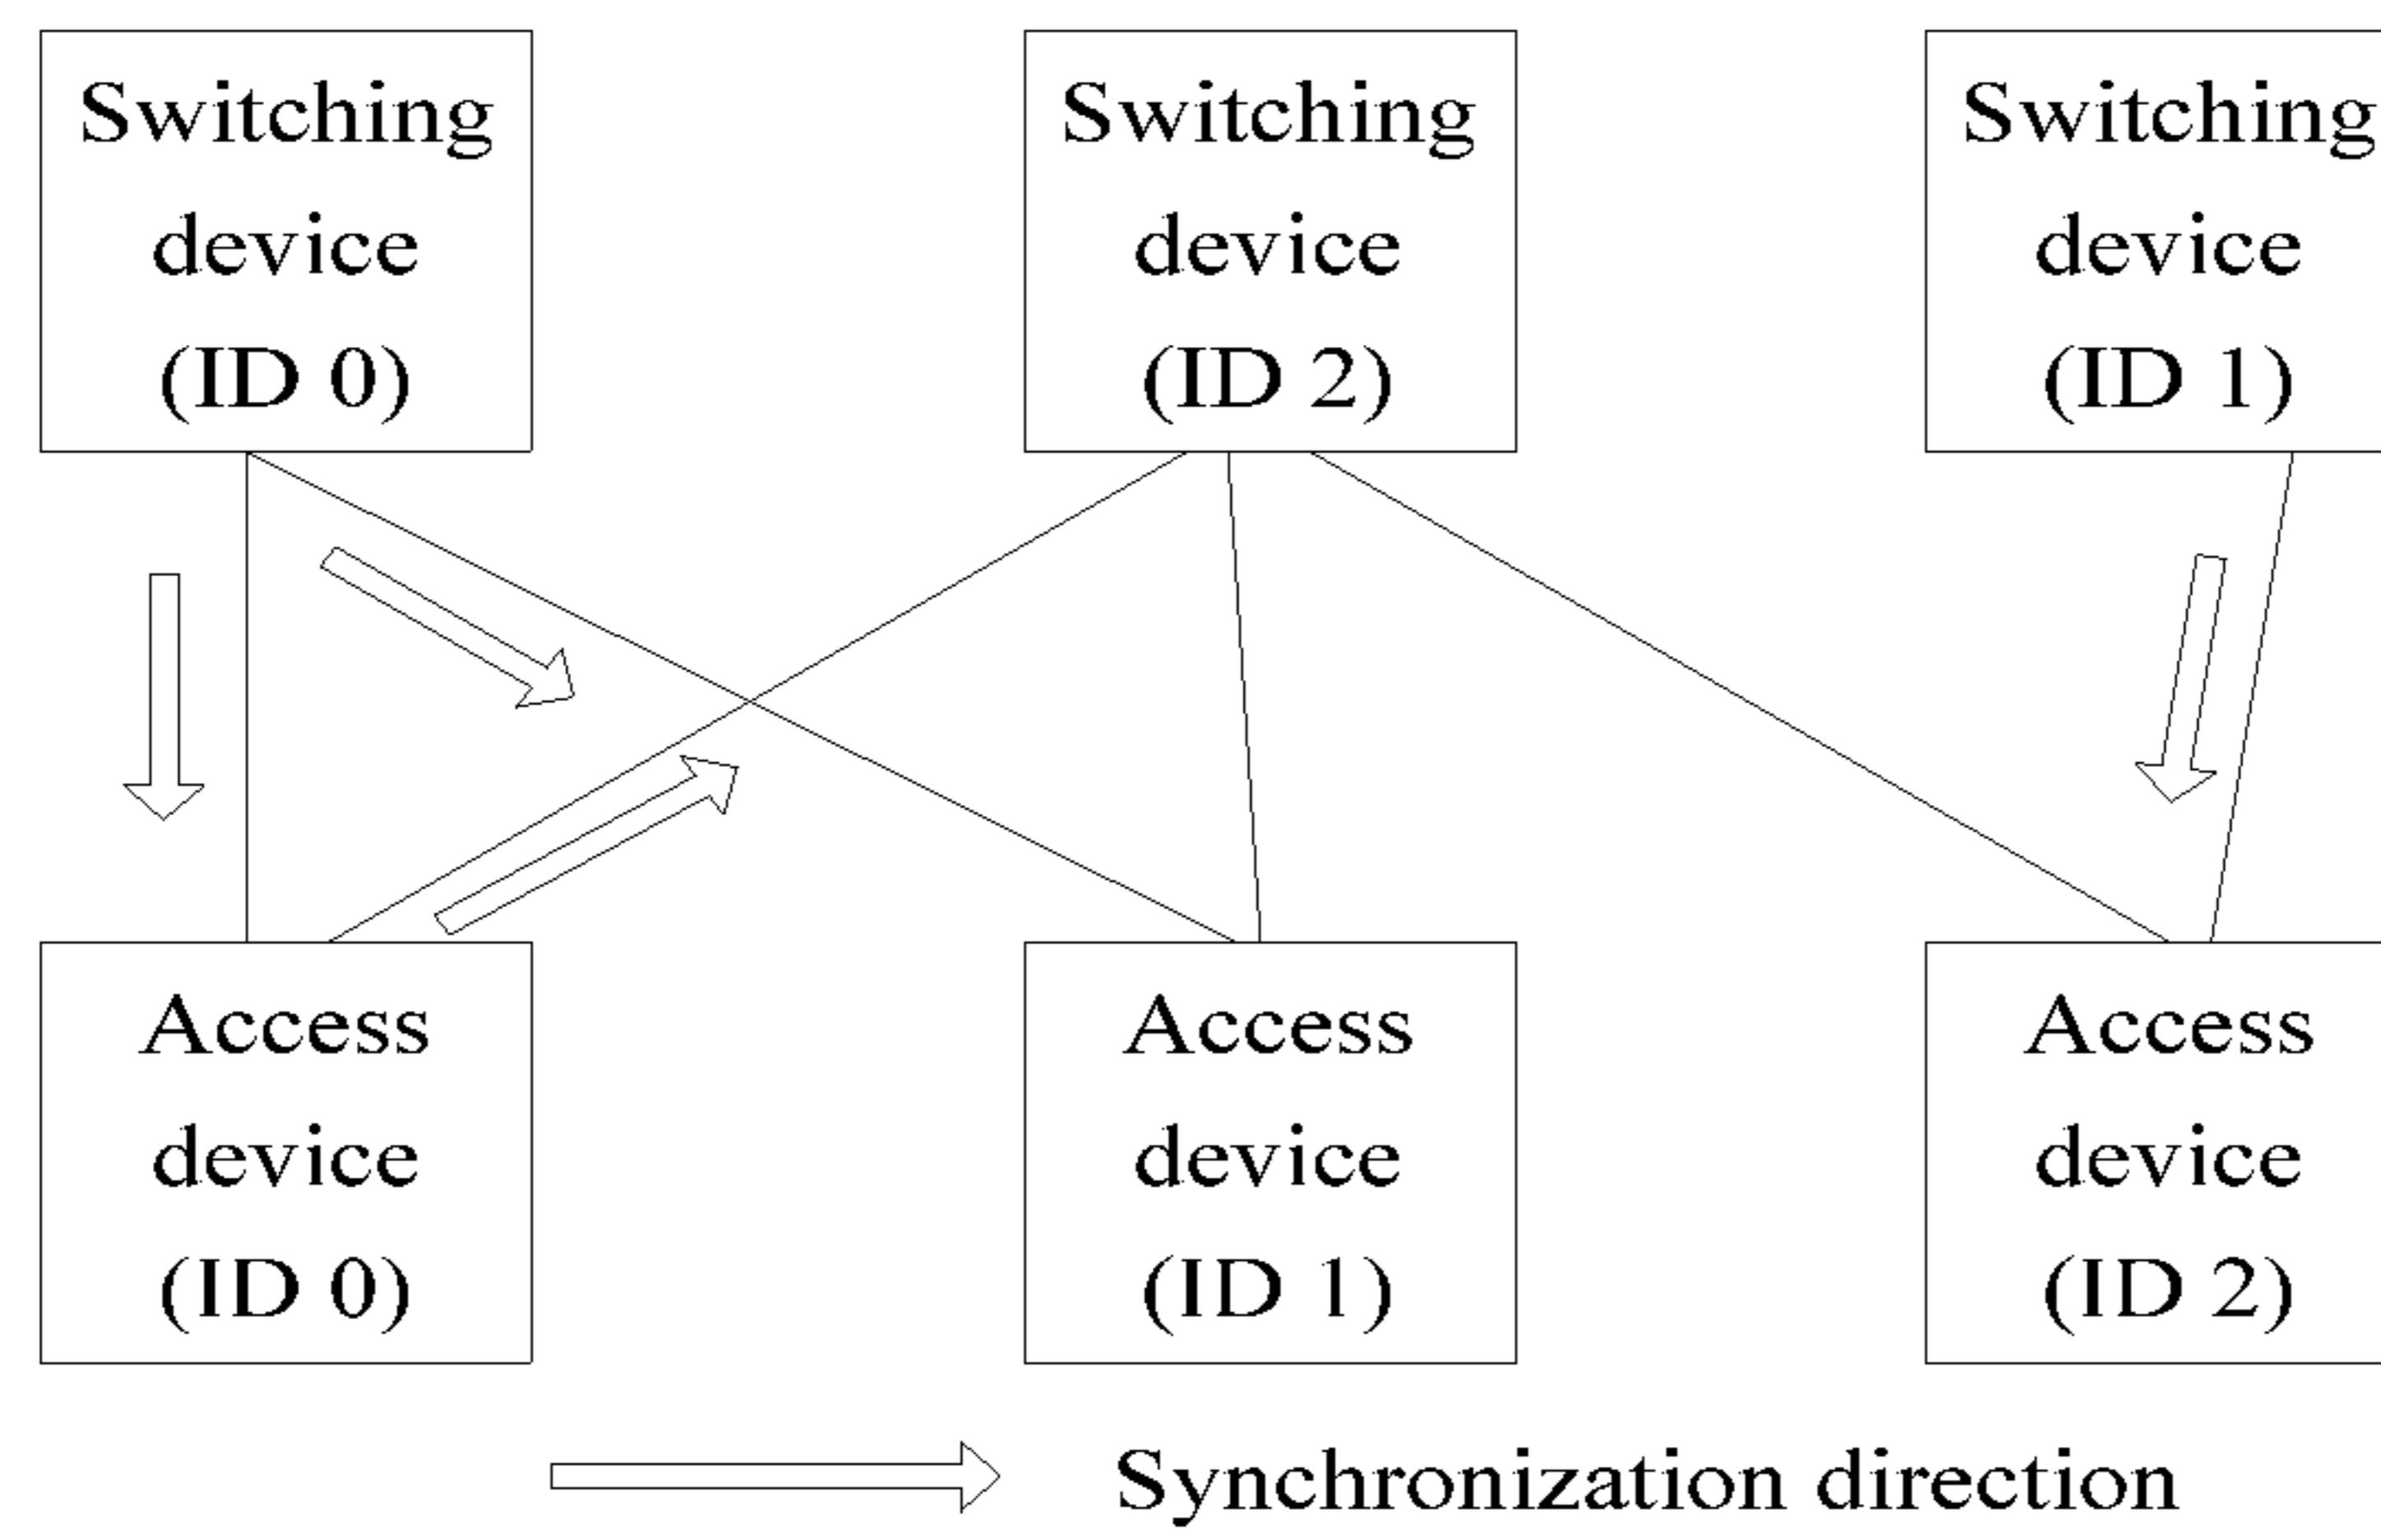 Switching
device
(ID 0)
Switching
device
(ID 2)
Switching
device
(ID 1)
Access
device
(ID 0)
Access
device
(ID 1)
Access
device
(ID 2)
Synchronization direction